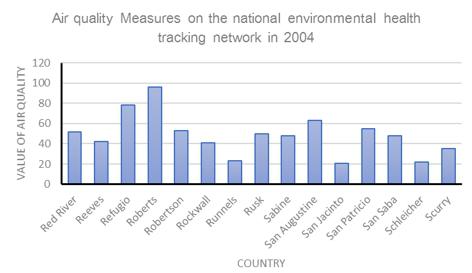 Air quality Measures on the national environmental health
tracking network in 2004
VALUE OF AIR QUALITY
120
100
80
60
40
20
0
Red River
Reeves
Refugio
Roberts
Robertson
Rockwall
Runnels
Rusk
Sabine
San Augustine
San Jacinto
San Patricio
San Saba
Schleicher
Scurry
COUNTRY